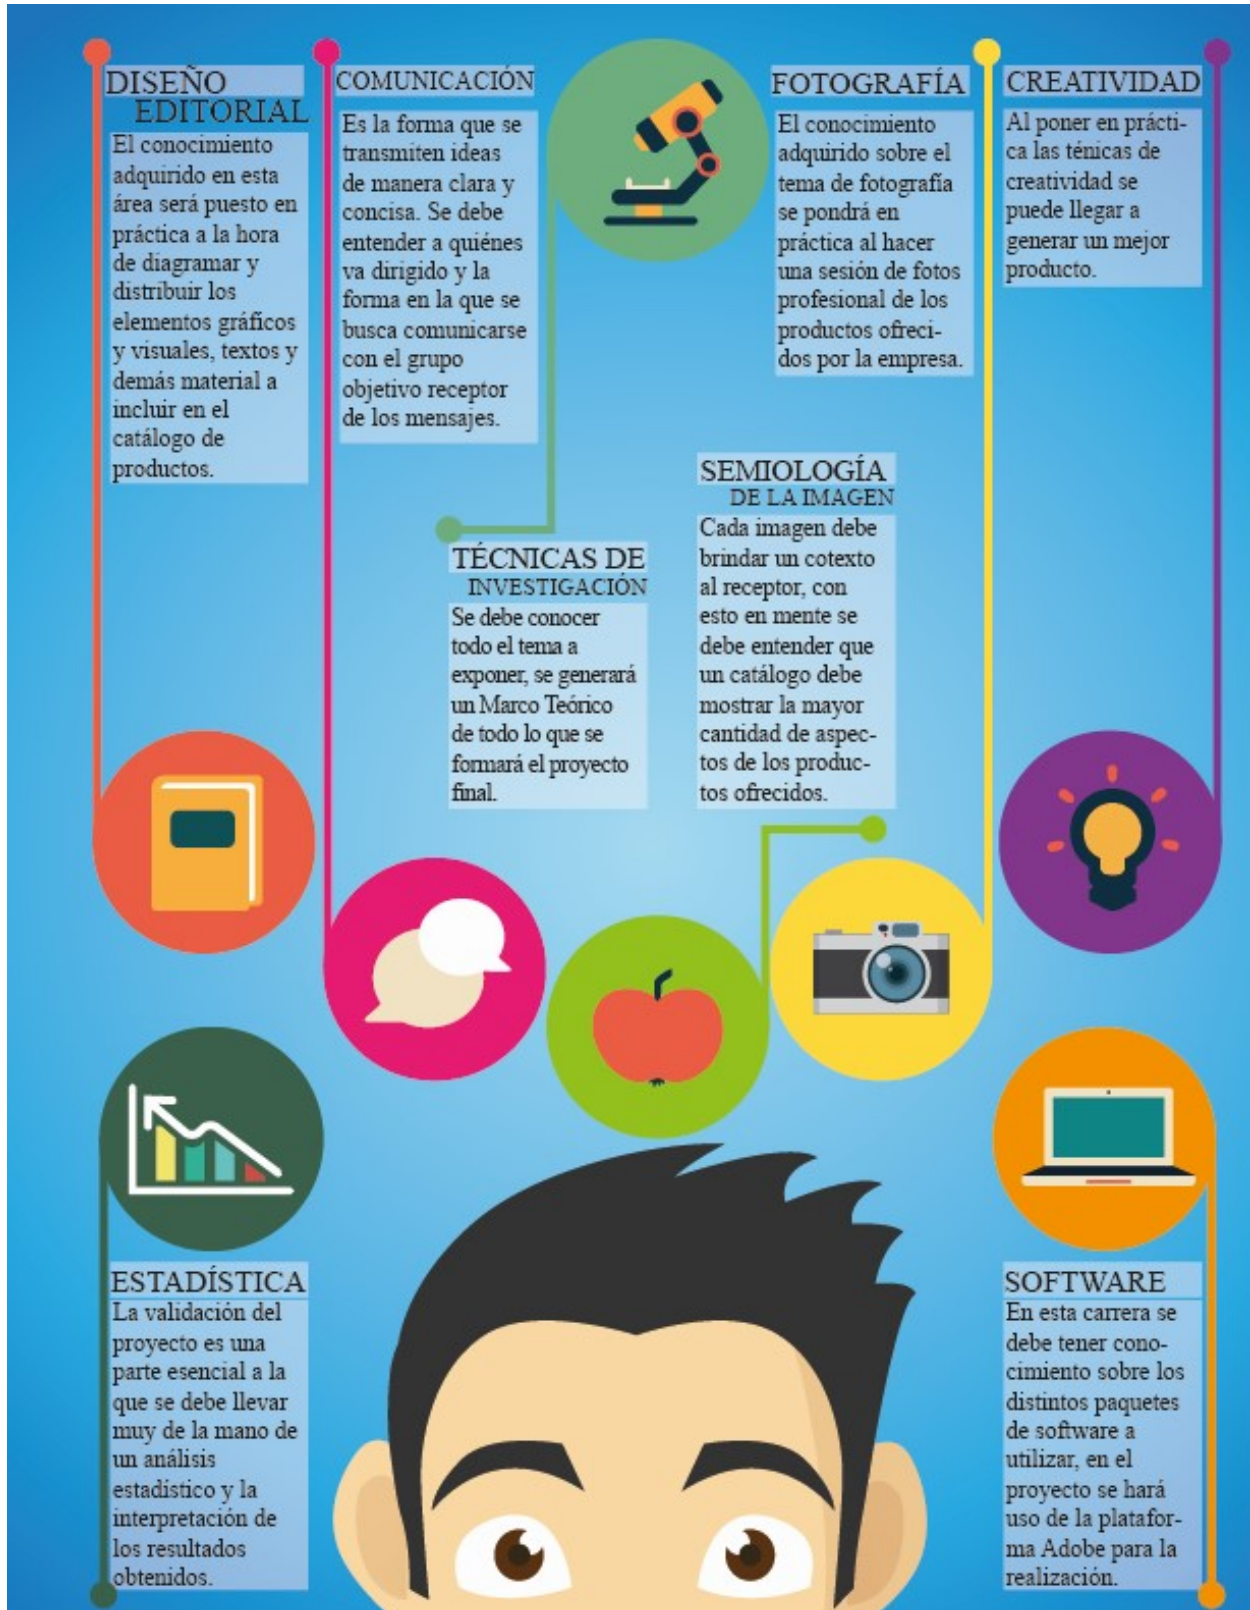 DISEÑO
EDITORIAL
El conocimiento
adquirido en esta
área será puesto en
práctica a la hora
de diagramar y
distribuir los
elementos gráficos
y visuales, textos y
demás material a
incluir en el
catálogo de
productos.
COMUNICACIÓN
Es la forma que se
transmiten ideas
de manera clara y
concisa. Se debe
entender a quiénes
va dirigido y la
forma en la que se
busca comunicarse
con el grupo
objetivo receptor
de los mensajes.
FOTOGRAFÍA
El conocimiento
adquirido sobre el
tema de fotografía
se pondrá en
práctica al hacer
una sesión de fotos
profesional de los
productos ofreci-
dos por la empresa.
CREATIVIDAD
Al poner en prácti-
ca las ténicas de
creatividad se
puede llegar a
generar un mejor
producto.
TÉCNICAS DE
INVESTIGACIÓN
Se debe conocer
todo el tema a
exponer, se generará
un Marco Teórico
de todo lo que se
formará el proyecto
final.
SEMIOLOGÍA
DE LA IMAGEN
Cada imagen debe
brindar un cotexto
al receptor, con
esto en mente se
debe entender que
un catálogo debe
mostrar la mayor
cantidad de aspec-
tos de los produc-
tos ofrecidos.
ESTADÍSTICA
La validación del
proyecto es una
parte esencial a la
que se debe llevar
muy de la mano de
un análisis
estadístico y la
interpretación de
los resultados
obtenidos.
SOFTWARE
En esta carrera se
debe tener cono-
cimiento sobre los
distintos paquetes
de software a
utilizar, en el
proyecto se hará
uso de la platafor-
ma Adobe para la
realización.